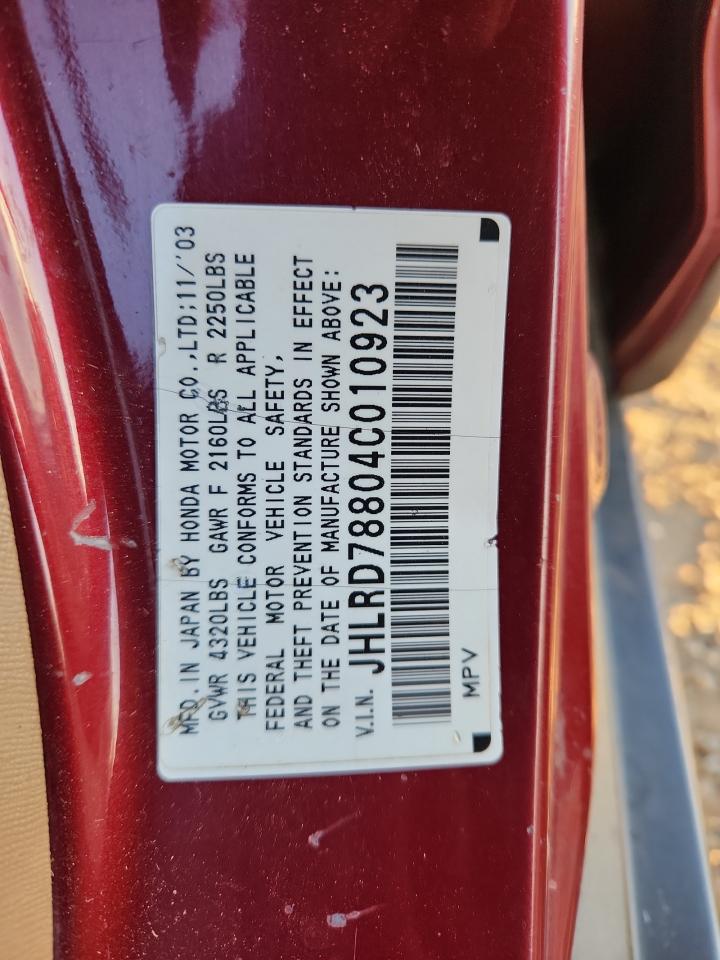 MFD.IN JAPAN BY HONDA MOTOR CO.,LTD;11/'03
GVWR 4320LBS GAWR F 2160LBS R 2250LBS
THIS VEHICLE CONFORMS TO ALL APPLICABLE
FEDERAL MOTOR VEHICLE SAFETY,
AND THEFT PREVENTION STANDARDS IN EFFECT
ON THE DATE OF MANUFACTURE SHOWN ABOVE:
V.I.N. JHLRD78804C010923
MPV